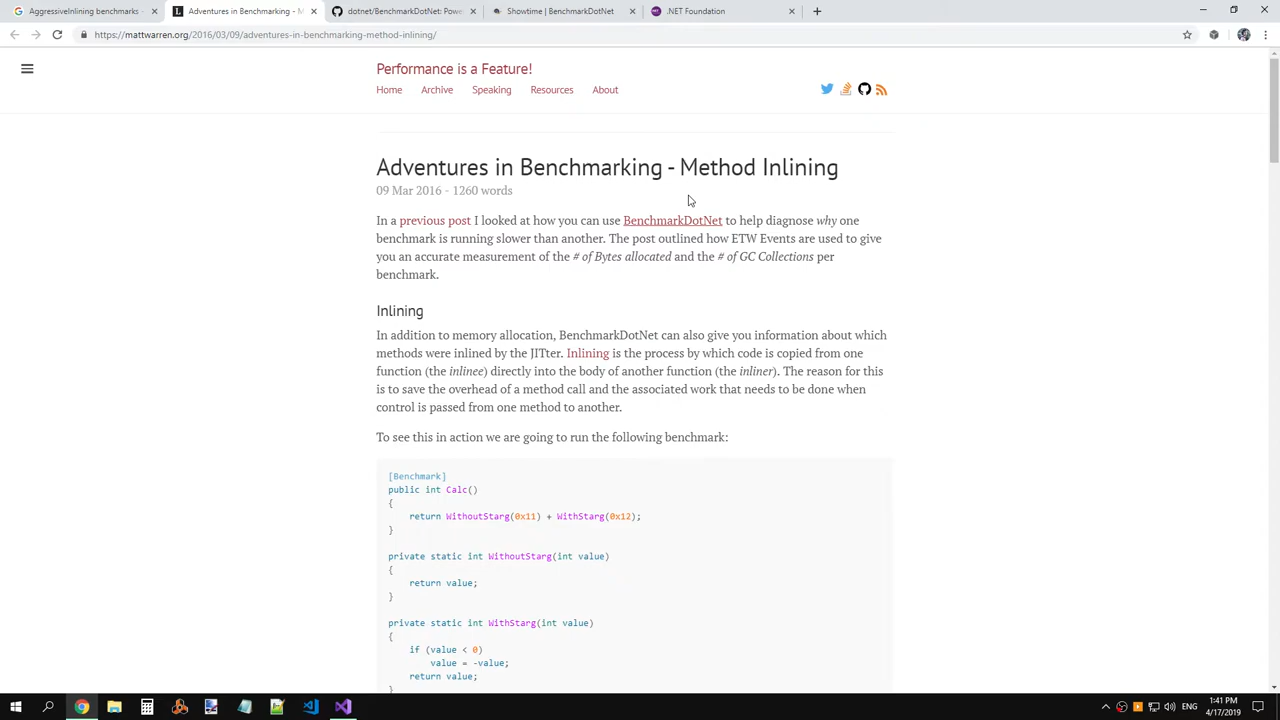 AggressiveInlining benchmarks -
Adventures in Benchmarking - M
dotnet/BenchmarkDotNet: Powe
Showtime | BenchmarkDotNet
.NET Foundation
https://mattwarren.org/2016/03/09/adventures-in-benchmarking-method-inlining/
Performance is a Feature!
Home Archive Speaking Resources About
Adventures in Benchmarking - Method Inlining
09 Mar 2016 - 1260 words
In a previous post I looked at how you can use BenchmarkDotNet to help diagnose why one
benchmark is running slower than another. The post outlined how ETW Events are used to give
you an accurate measurement of the # of Bytes allocated and the # of GC Collections per
benchmark.
Inlining
In addition to memory allocation, BenchmarkDotNet can also give you information about which
methods were inlined by the JITter. Inlining is the process by which code is copied from one
function (the inlinee) directly into the body of another function (the inliner). The reason for this
is to save the overhead of a method call and the associated work that needs to be done when
control is passed from one method to another.
To see this in action we are going to run the following benchmark:
[Benchmark]
public int Calc()
{
return WithoutStarg(0x11) + WithStarg(0x12);
}
private static int WithoutStarg(int value)
{
return value;
}
private static int WithStarg(int value)
{
if (value < 0)
value = -value;
return value;
}
ENG
1:41 PM
4/17/2019